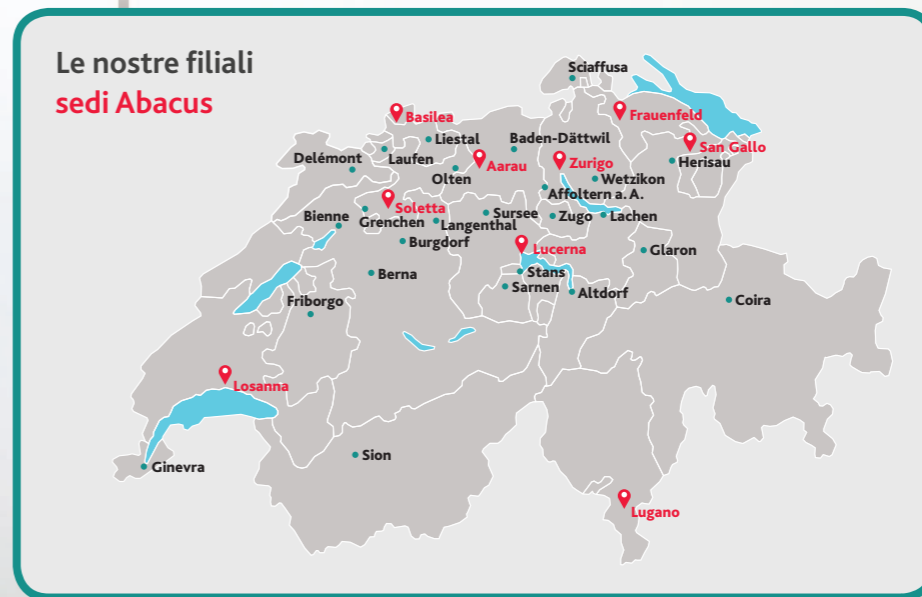 Le nostre filiali
sedi Abacus
Sciaffusa
Basilea
Frauenfeld
Liestal
Baden-Dättwil
San Gallo
Laufen
Delémont
Aarau
Zurigo
Herisau
Olten
Wetzikon
Affoltern a. A.
Soletta
Sursee
Zugo
Lachen
Bienne
Grenchen
Langenthal
Burgdorf
Lucerna
Glaron
Berna
Stans
Sarnen
Altdorf
Friborgo
Coira
Losanna
Sion
Ginevra
Lugano